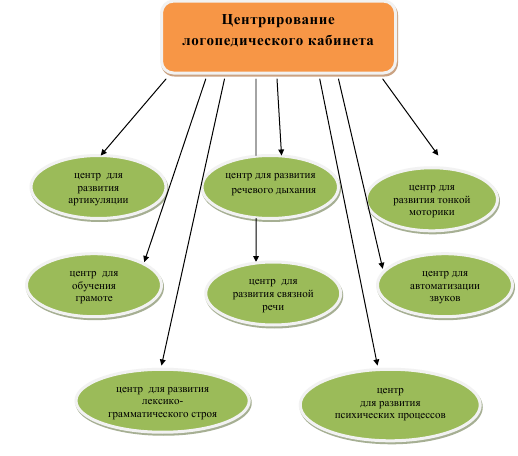 Центрирование
логопедического кабинета
центр для
развития
артикуляции
центр для развития
речевого дыхания
центр для
развития тонкой
моторики
центр для
обучения
грамоте
центр для
развития связной
речи
центр для
автоматизации
звуков
центр для развития
лексико-
грамматического строя
центр
для развития
психических процессов